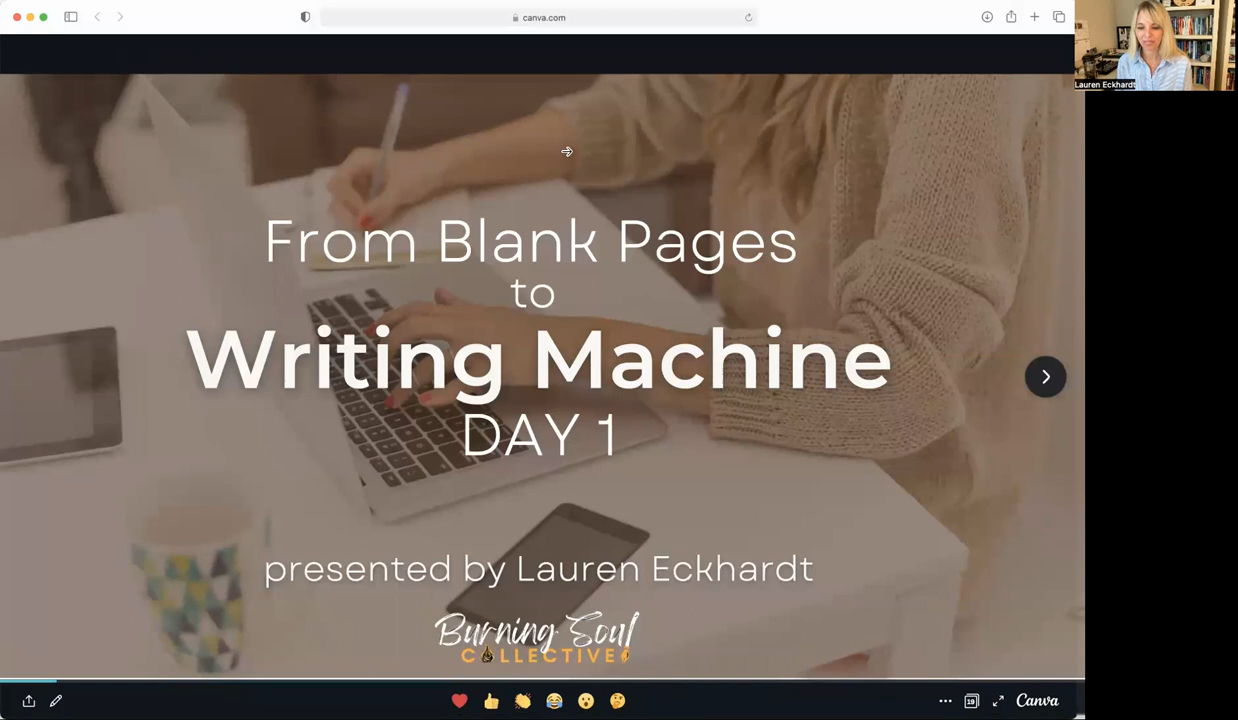 canva.com
Lauren Eckhardt
From Blank Pages
to
Writing Machine
DAY 1
presented by Lauren Eckhardt
Burning Soul
COLLECTIVE
19
Canva